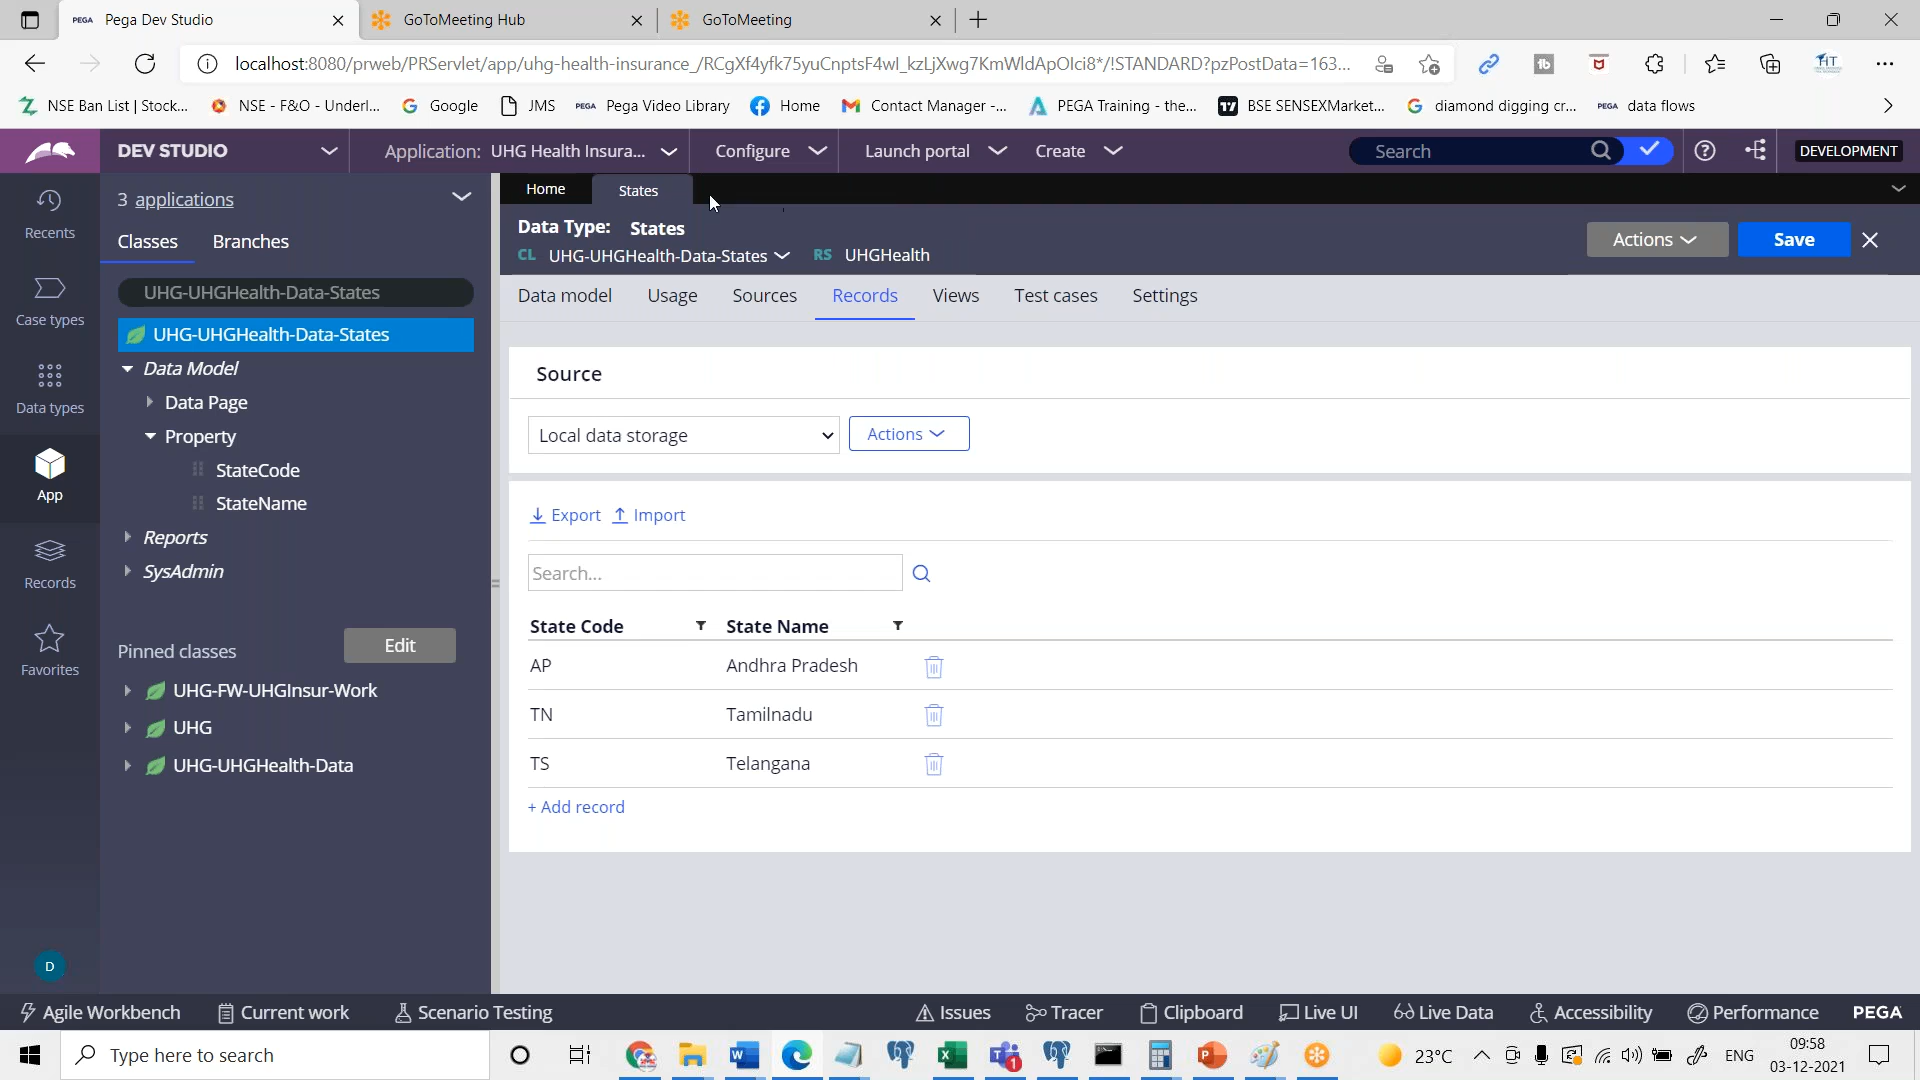 PEGA Pega Dev Studio
GoToMeeting Hub
GoToMeeting
localhost:8080/prweb/PRServlet/app/uhg-health-insurance_/RCgXf4yfk75yuCnptsF4wI_kzLjXwg7KmWldApOIci8*/!STANDARD?pzPostData=163...
NSE Ban List | Stock...
NSE - F&O - Underl...
Google
JMS
PEGA Pega Video Library
Home
Contact Manager -...
PEGA Training - the...
BSE SENSEXMarket...
diamond digging cr...
PEGA data flows
DEV STUDIO
Application: UHG Health Insura...
Configure
Launch portal
Create
Search
DEVELOPMENT
Recents
Case types
Data types
App
Records
Favorites
D
3 applications
Classes Branches
UHG-UHGHealth-Data-States
UHG-UHGHealth-Data-States
Data Model
Data Page
Property
StateCode
StateName
Reports
SysAdmin
Pinned classes Edit
UHG-FW-UHGInsur-Work
UHG
UHG-UHGHealth-Data
Home States
Data Type: States
CL UHG-UHGHealth-Data-States RS UHGHealth
Actions Save
Data model Usage Sources Records Views Test cases Settings
Source
Local data storage Actions
Export Import
Search...
State Code State Name
AP Andhra Pradesh
TN Tamilnadu
TS Telangana
+ Add record
Agile Workbench Current work Scenario Testing Issues Tracer Clipboard Live UI Live Data Accessibility Performance PEGA
Type here to search
23°C
ENG
09:58
03-12-2021